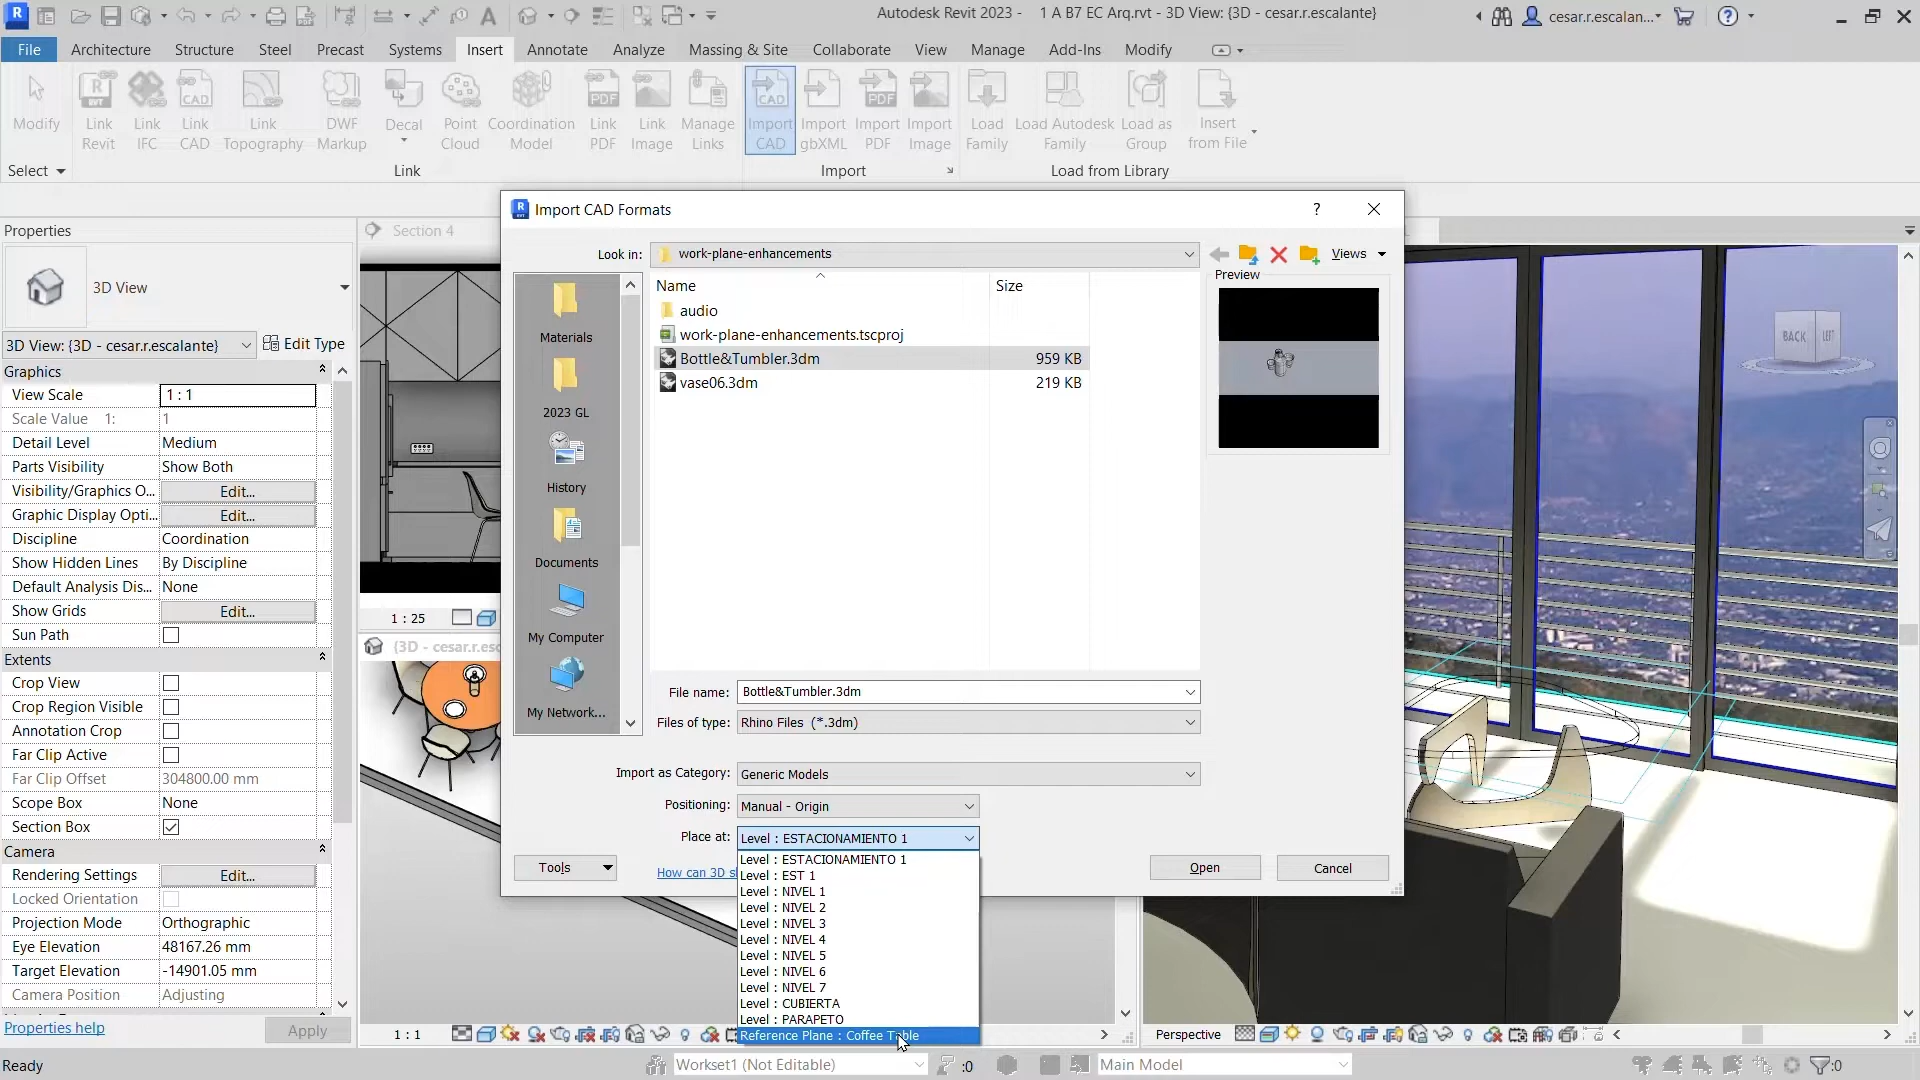 Autodesk Revit 2023 - 1 A B7 EC Arq.rvt - 3D View: {3D - cesar.r.escalante}
cesar.r.escalan...
File Architecture Structure Steel Precast Systems Insert Annotate Analyze Massing & Site Collaborate View Manage Add-Ins Modify
Modify
Link Revit
Link IFC
Link CAD
Link Topography
DWF Markup
Decal
Point Cloud
Coordination Model
Link PDF
Link Image
Manage Links
Import CAD
Import gbXML
Import PDF
Import Image
Load Family
Load Autodesk Family
Load as Group
Insert from File
Select Link Import Load from Library
Properties
3D View
3D View: {3D - cesar.r.escalante} Edit Type
Graphics
View Scale 1 : 1
Scale Value 1: 1
Detail Level Medium
Parts Visibility Show Both
Visibility/Graphics O... Edit...
Graphic Display Opti... Edit...
Discipline Coordination
Show Hidden Lines By Discipline
Default Analysis Dis... None
Show Grids Edit...
Sun Path
Extents
Crop View
Crop Region Visible
Annotation Crop
Far Clip Active
Far Clip Offset 304800.00 mm
Scope Box None
Section Box
Camera
Rendering Settings Edit...
Locked Orientation
Projection Mode Orthographic
Eye Elevation 48167.26 mm
Target Elevation -14901.05 mm
Camera Position Adjusting
Properties help Apply
Section 4
1 : 25
{3D - cesar.r.esc
1 : 1
Import CAD Formats
Look in: work-plane-enhancements Views
Name Size Preview
audio
work-plane-enhancements.tscproj
Bottle&Tumbler.3dm 959 KB
vase06.3dm 219 KB
Materials
2023 GL
History
Documents
My Computer
My Network...
File name: Bottle&Tumbler.3dm
Files of type: Rhino Files (*.3dm)
Import as Category: Generic Models
Positioning: Manual - Origin
Place at: Level : ESTACIONAMIENTO 1
Tools How can 3D s Open Cancel
Level : ESTACIONAMIENTO 1
Level : EST 1
Level : NIVEL 1
Level : NIVEL 2
Level : NIVEL 3
Level : NIVEL 4
Level : NIVEL 5
Level : NIVEL 6
Level : NIVEL 7
Level : CUBIERTA
Level : PARAPETO
Reference Plane : Coffee Table
BACK LEFT
Perspective
Ready
Workset1 (Not Editable) :0 Main Model :0